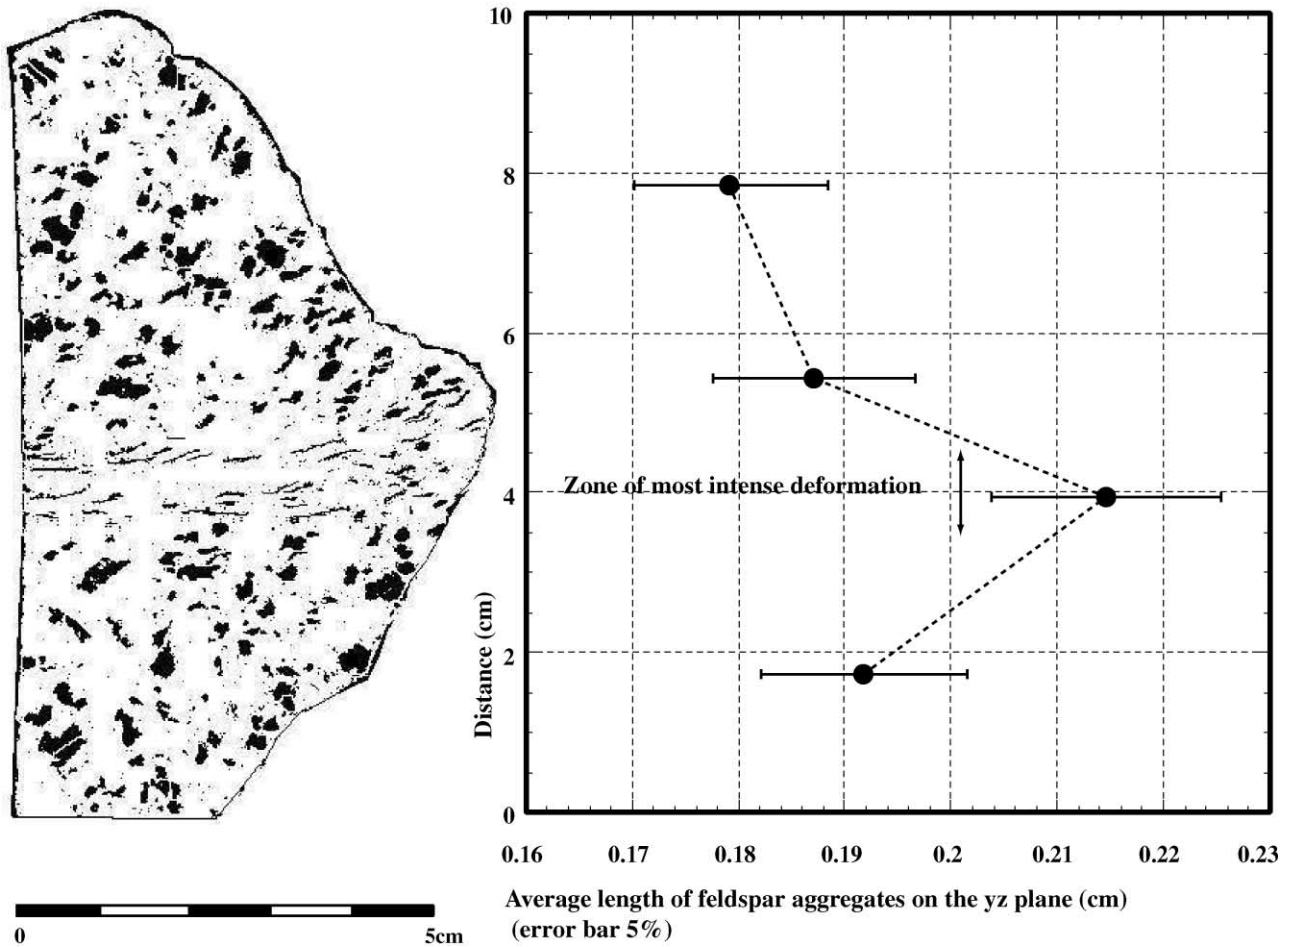 10
8
6
Zone of most intense deformation
4
2
0
Distance (cm)
0.16 0.17 0.18 0.19 0.2 0.21 0.22 0.23
Average length of feldspar aggregates on the yz plane (cm)
(error bar 5%)
0 5cm